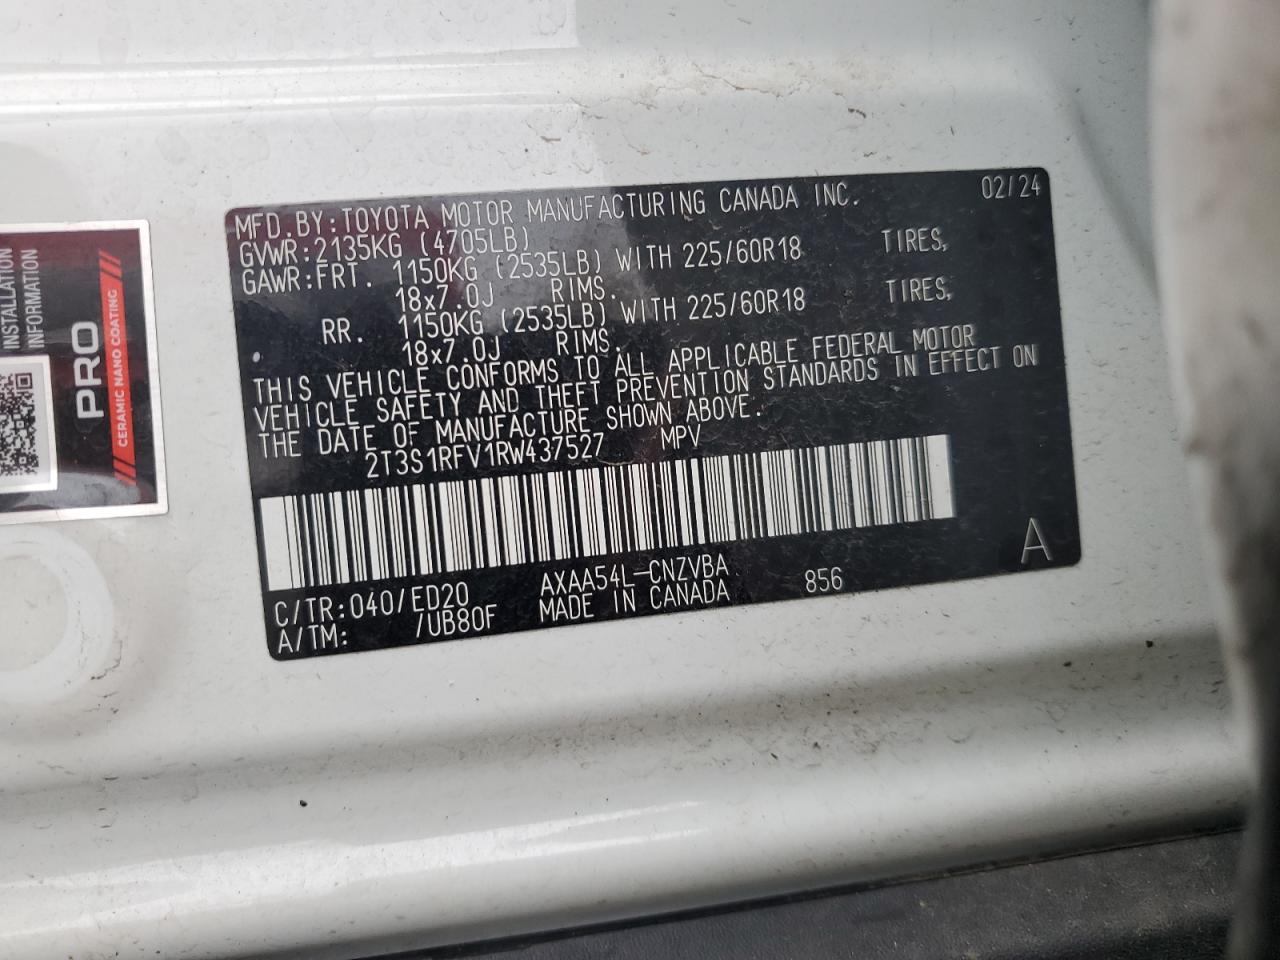 MFD.BY:TOYOTA MOTOR MANUFACTURING CANADA INC. 02/24
GVWR:2135KG (4705LB)
GAWR:FRT. 1150KG (2535LB) WITH 225/60R18 TIRES,
18x7.0J RIMS.
RR. 1150KG (2535LB) WITH 225/60R18 TIRES,
18x7.0J RIMS.
THIS VEHICLE CONFORMS TO ALL APPLICABLE FEDERAL MOTOR
VEHICLE SAFETY AND THEFT PREVENTION STANDARDS IN EFFECT ON
THE DATE OF MANUFACTURE SHOWN ABOVE.
2T3S1RFV1RW437527 MPV
A
C/TR:040/ED20 AXAA54L-CNZVBA 856
A/TM: /UB80F MADE IN CANADA
INSTALLATION
INFORMATION
PRO
CERAMIC NANO COATING